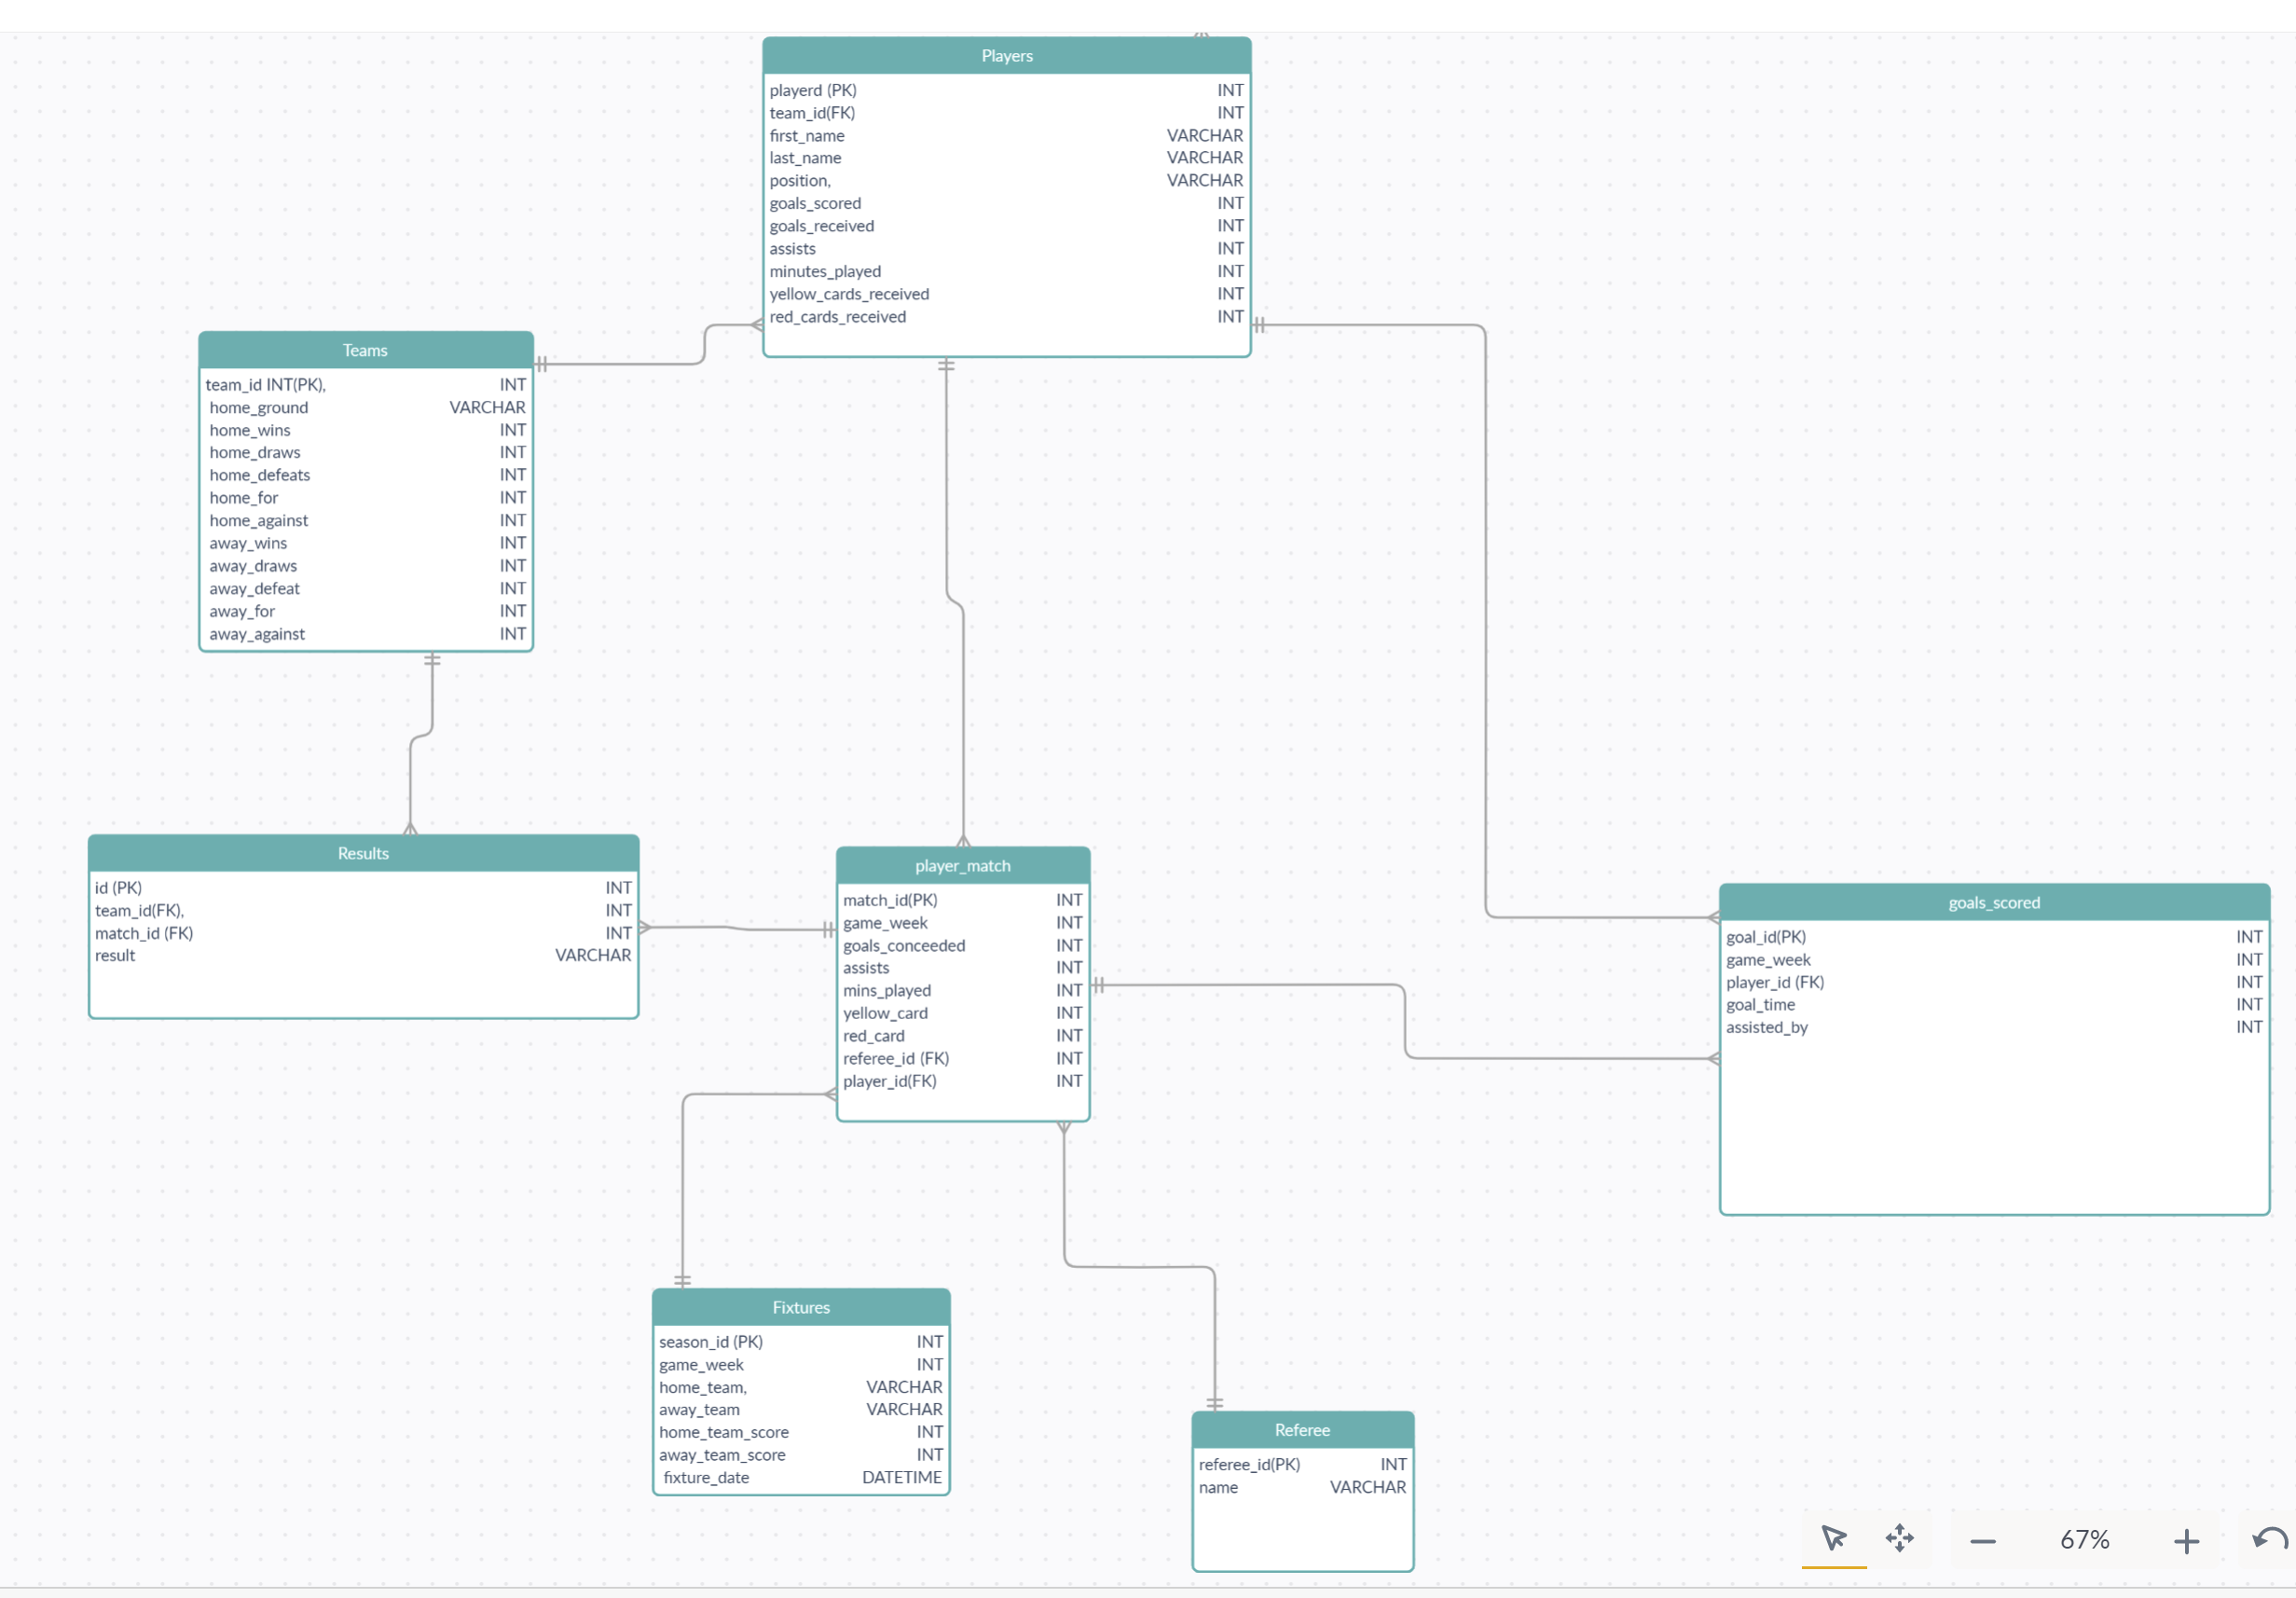 Players
playerd (PK) INT
team_id(FK) INT
first_name VARCHAR
last_name VARCHAR
position, VARCHAR
goals_scored INT
goals_received INT
assists INT
minutes_played INT
yellow_cards_received INT
red_cards_received INT
Teams
team_id INT(PK), INT
home_ground VARCHAR
home_wins INT
home_draws INT
home_defeats INT
home_for INT
home_against INT
away_wins INT
away_draws INT
away_defeat INT
away_for INT
away_against INT
Results
id (PK) INT
team_id(FK), INT
match_id (FK) INT
result VARCHAR
player_match
match_id(PK) INT
game_week INT
goals_conceeded INT
assists INT
mins_played INT
yellow_card INT
red_card INT
referee_id (FK) INT
player_id(FK) INT
goals_scored
goal_id(PK) INT
game_week INT
player_id (FK) INT
goal_time INT
assisted_by INT
Fixtures
season_id (PK) INT
game_week INT
home_team, VARCHAR
away_team VARCHAR
home_team_score INT
away_team_score INT
fixture_date DATETIME
Referee
referee_id(PK) INT
name VARCHAR
67%